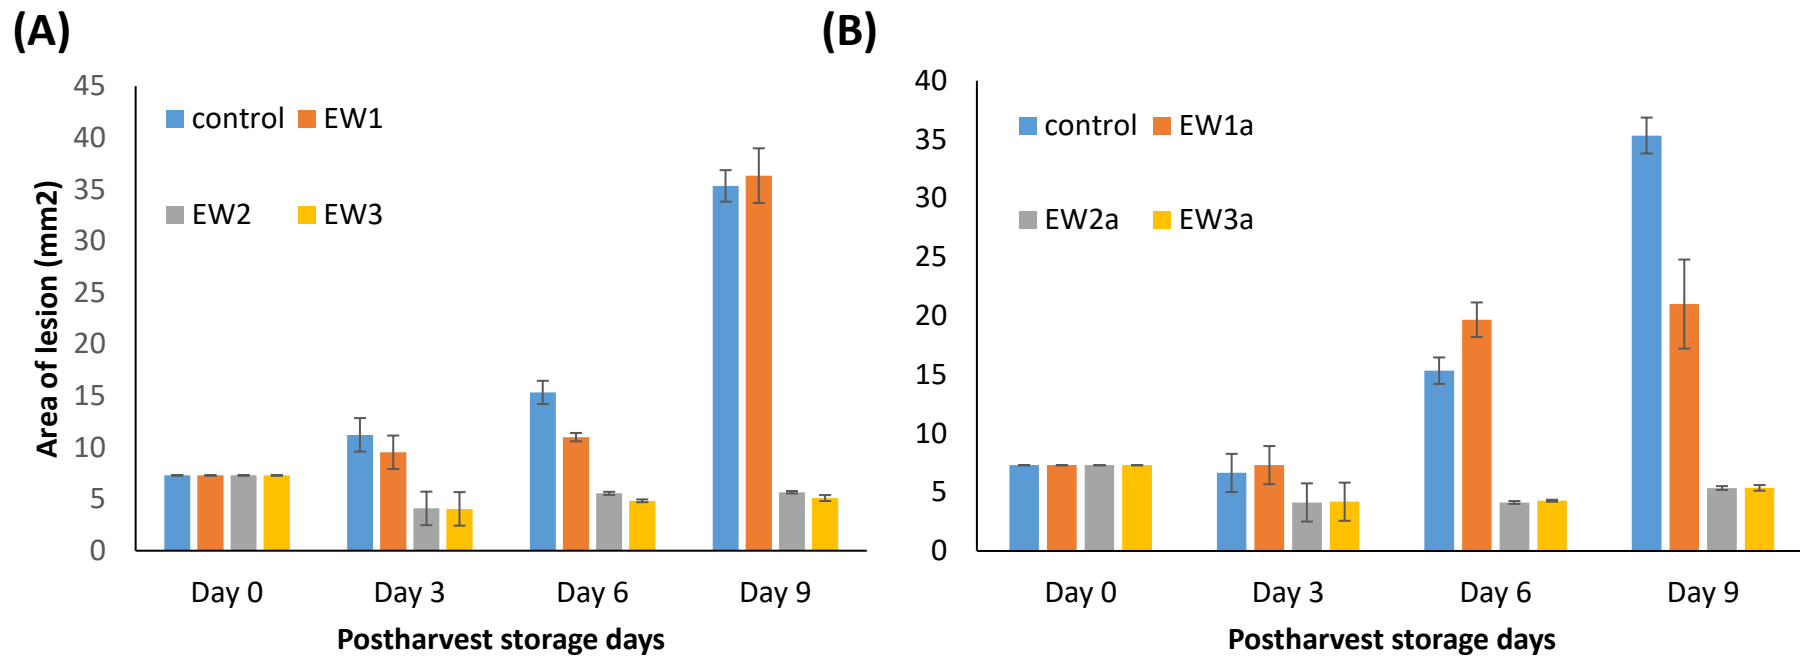 (A)
Area of lesion (mm2)
45
40
35
30
25
20
15
10
5
0
control EW1
EW2 EW3
Day 0 Day 3 Day 6 Day 9
Postharvest storage days
(B)
40
35
30
25
20
15
10
5
0
control EW1a
EW2a EW3a
Day 0 Day 3 Day 6 Day 9
Postharvest storage days